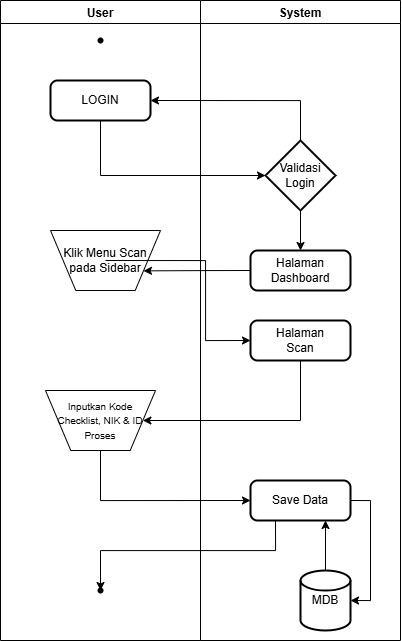 User
System
LOGIN
Validasi
Login
Klik Menu Scan
pada Sidebar
Halaman
Dashboard
Halaman
Scan
Inputkan Kode
Checklist, NIK & ID
Proses
Save Data
MDB